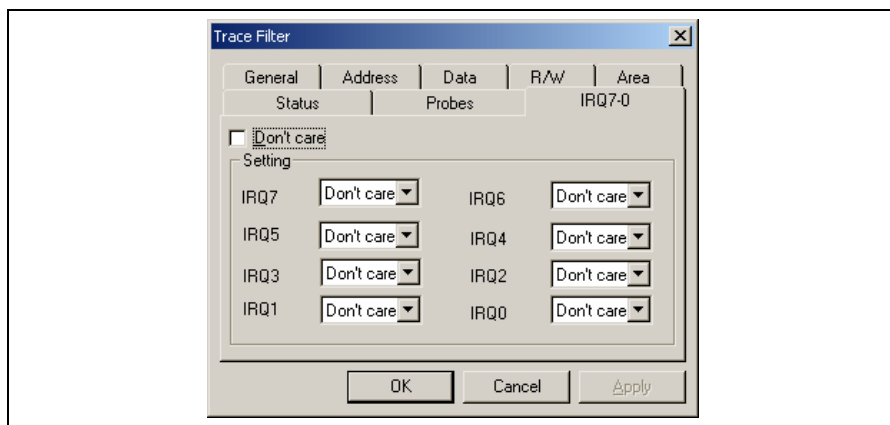 Trace Filter
General Address Data R/W Area
Status Probes IRQ7-0
Don't care
Setting
IRQ7 Don't care IRQ6 Don't care
IRQ5 Don't care IRQ4 Don't care
IRQ3 Don't care IRQ2 Don't care
IRQ1 Don't care IRQ0 Don't care
OK Cancel Apply